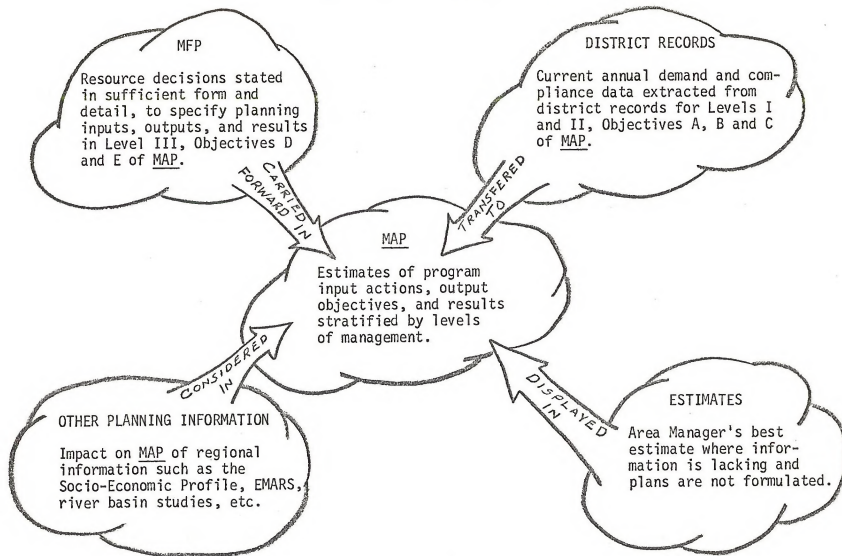 MFP
Resource decisions stated
in sufficient form and
detail, to specify planning
inputs, outputs, and results
in Level III, Objectives D
and E of MAP.
CARRIED IN
FORWARD
DISTRICT RECORDS
Current annual demand and com-
pliance data extracted from
district records for Levels I
and II, Objectives A, B and C
of MAP.
TRANSFERED
TO
MAP
Estimates of program
input actions, output
objectives, and results
stratified by levels
of management.
CONSIDERED
IN
OTHER PLANNING INFORMATION
Impact on MAP of regional
information such as the
Socio-Economic Profile, EMARS,
river basin studies, etc.
DISPLAYED
IN
ESTIMATES
Area Manager's best
estimate where infor-
mation is lacking and
plans are not formulated.